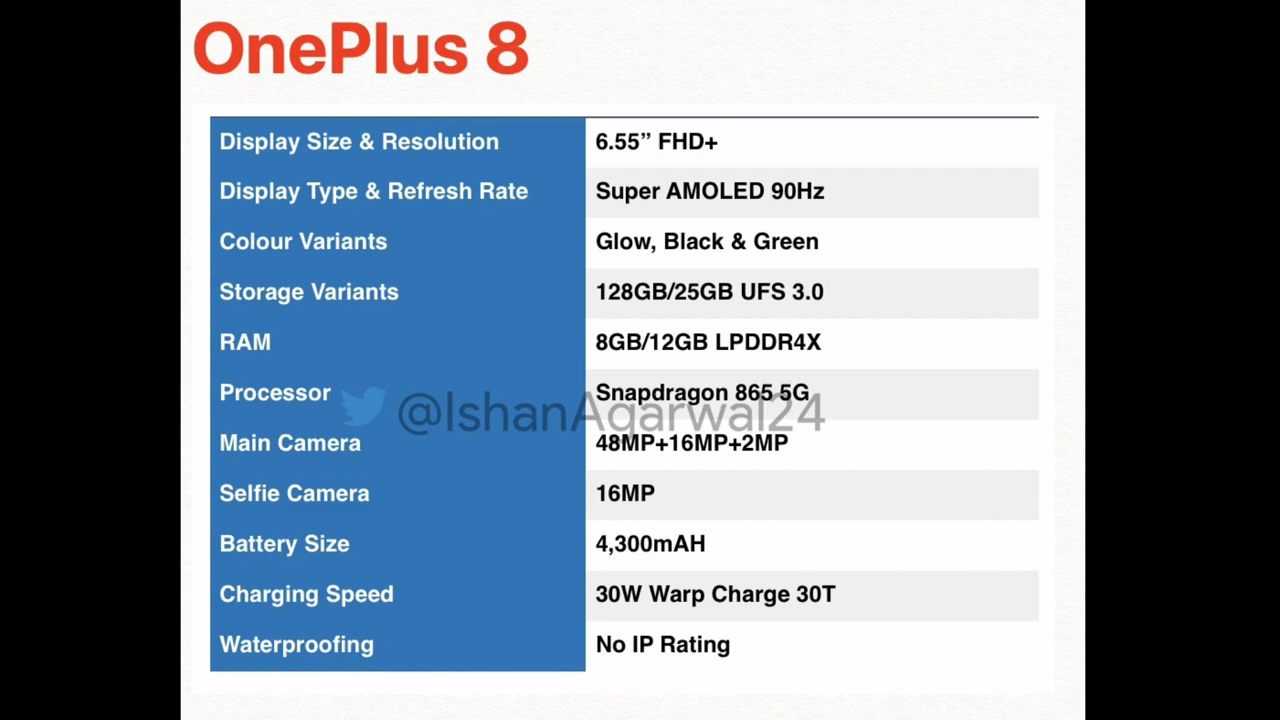 OnePlus 8
Display Size & Resolution 6.55” FHD+
Display Type & Refresh Rate Super AMOLED 90Hz
Colour Variants Glow, Black & Green
Storage Variants 128GB/25GB UFS 3.0
RAM 8GB/12GB LPDDR4X
Processor Snapdragon 865 5G
@IshanAgarwal24
Main Camera 48MP+16MP+2MP
Selfie Camera 16MP
Battery Size 4,300mAH
Charging Speed 30W Warp Charge 30T
Waterproofing No IP Rating